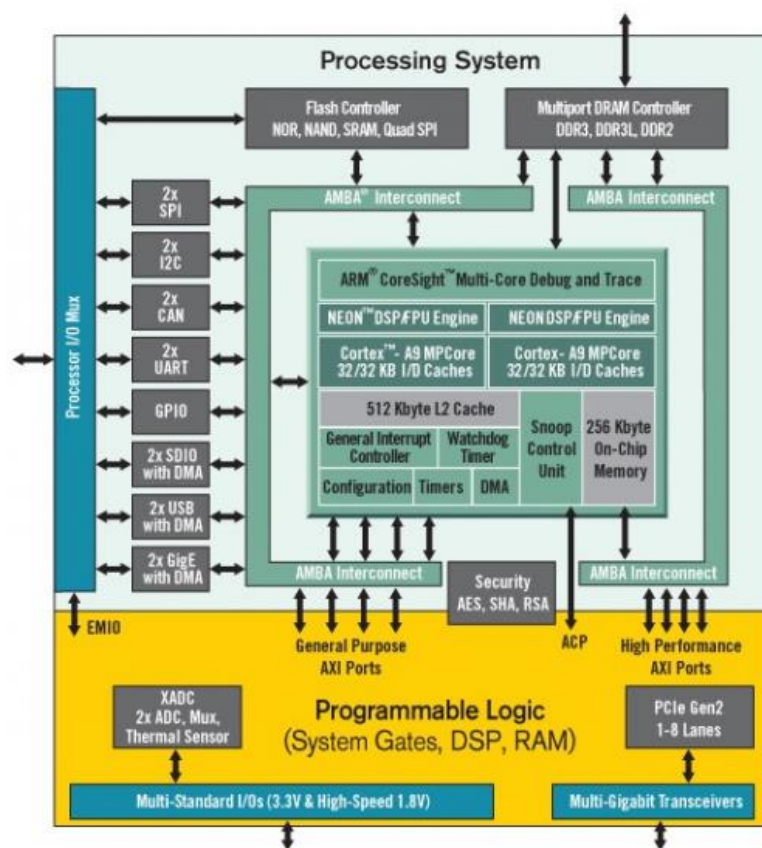 Processing System
Flash Controller
NOR, NAND, SRAM, Quad SPI
Multiport DRAM Controller
DDR3, DDR3L, DDR2
Processor I/O Mux
2x
SPI
2x
I2C
2x
CAN
2x
UART
GPIO
2x SDIO
with DMA
2x USB
with DMA
2x GigE
with DMA
AMBA® Interconnect
AMBA Interconnect
ARM® CoreSight™ Multi-Core Debug and Trace
NEON™ DSP/FPU Engine
NEON DSP/FPU Engine
Cortex™- A9 MPCore
32/32 KB I/D Caches
Cortex- A9 MPCore
32/32 KB I/D Caches
512 Kbyte L2 Cache
General Interrupt
Controller
Watchdog
Timer
Configuration
Timers
DMA
Snoop
Control
Unit
256 Kbyte
On-Chip
Memory
AMBA Interconnect
Security
AES, SHA, RSA
AMBA Interconnect
EMIO
General Purpose
AXI Ports
ACP
High Performance
AXI Ports
XADC
2x ADC, Mux,
Thermal Sensor
Programmable Logic
(System Gates, DSP, RAM)
PCIe Gen2
1-8 Lanes
Multi-Standard I/Os (3.3V & High-Speed 1.8V)
Multi-Gigabit Transceivers